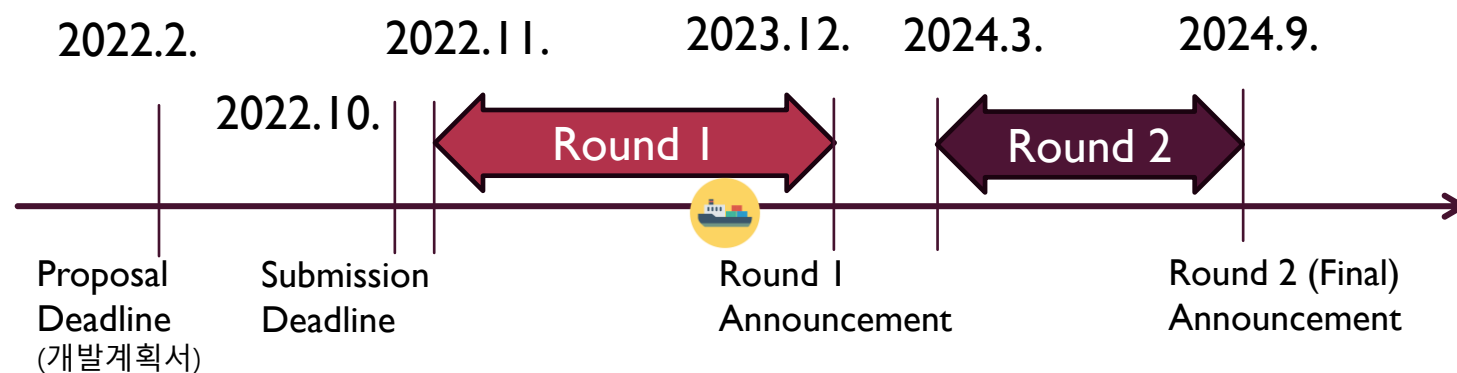 2022.2.
2022.11.
2023.12.
2024.3.
2024.9.
2022.10.
Round 1
Round 2
Proposal
Deadline
(개발계획서)
Submission
Deadline
Round 1
Announcement
Round 2 (Final)
Announcement